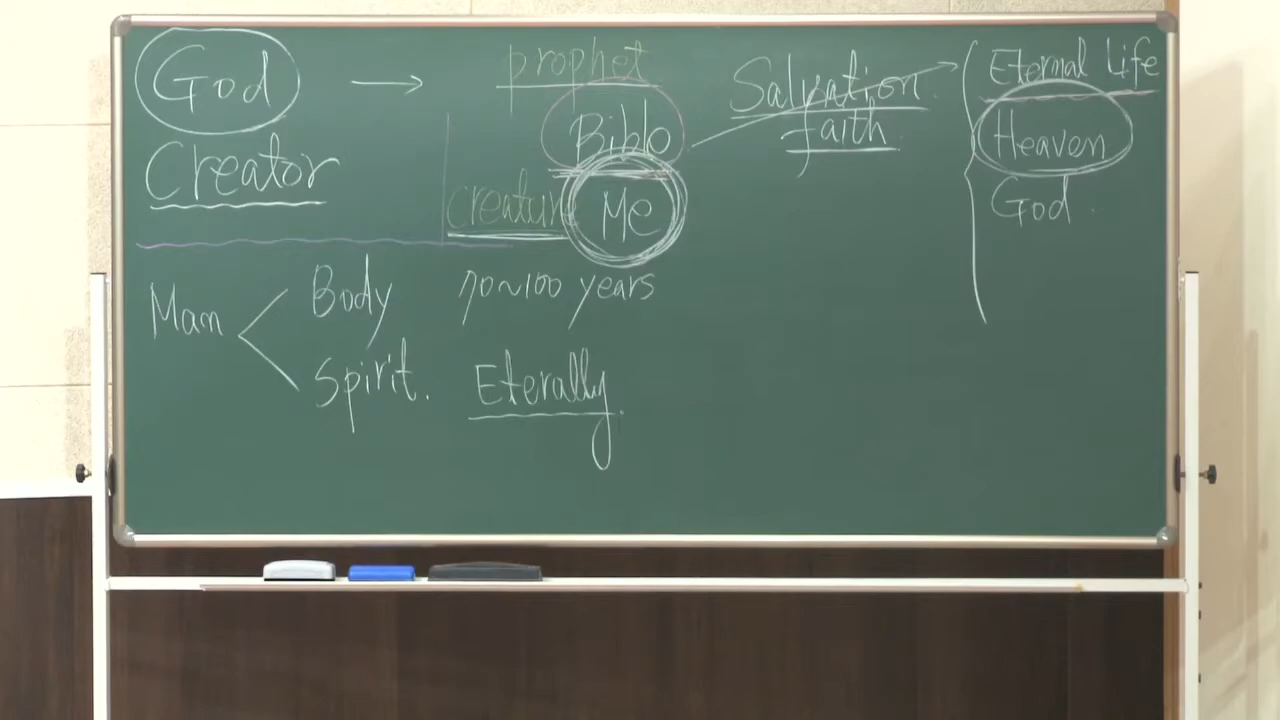 God → prophet
Bible
Salvation
faith
Eternal Life
Heaven
God
Creator
creature
Me
Man
Body 70~100 years
Spirit. Eterally.